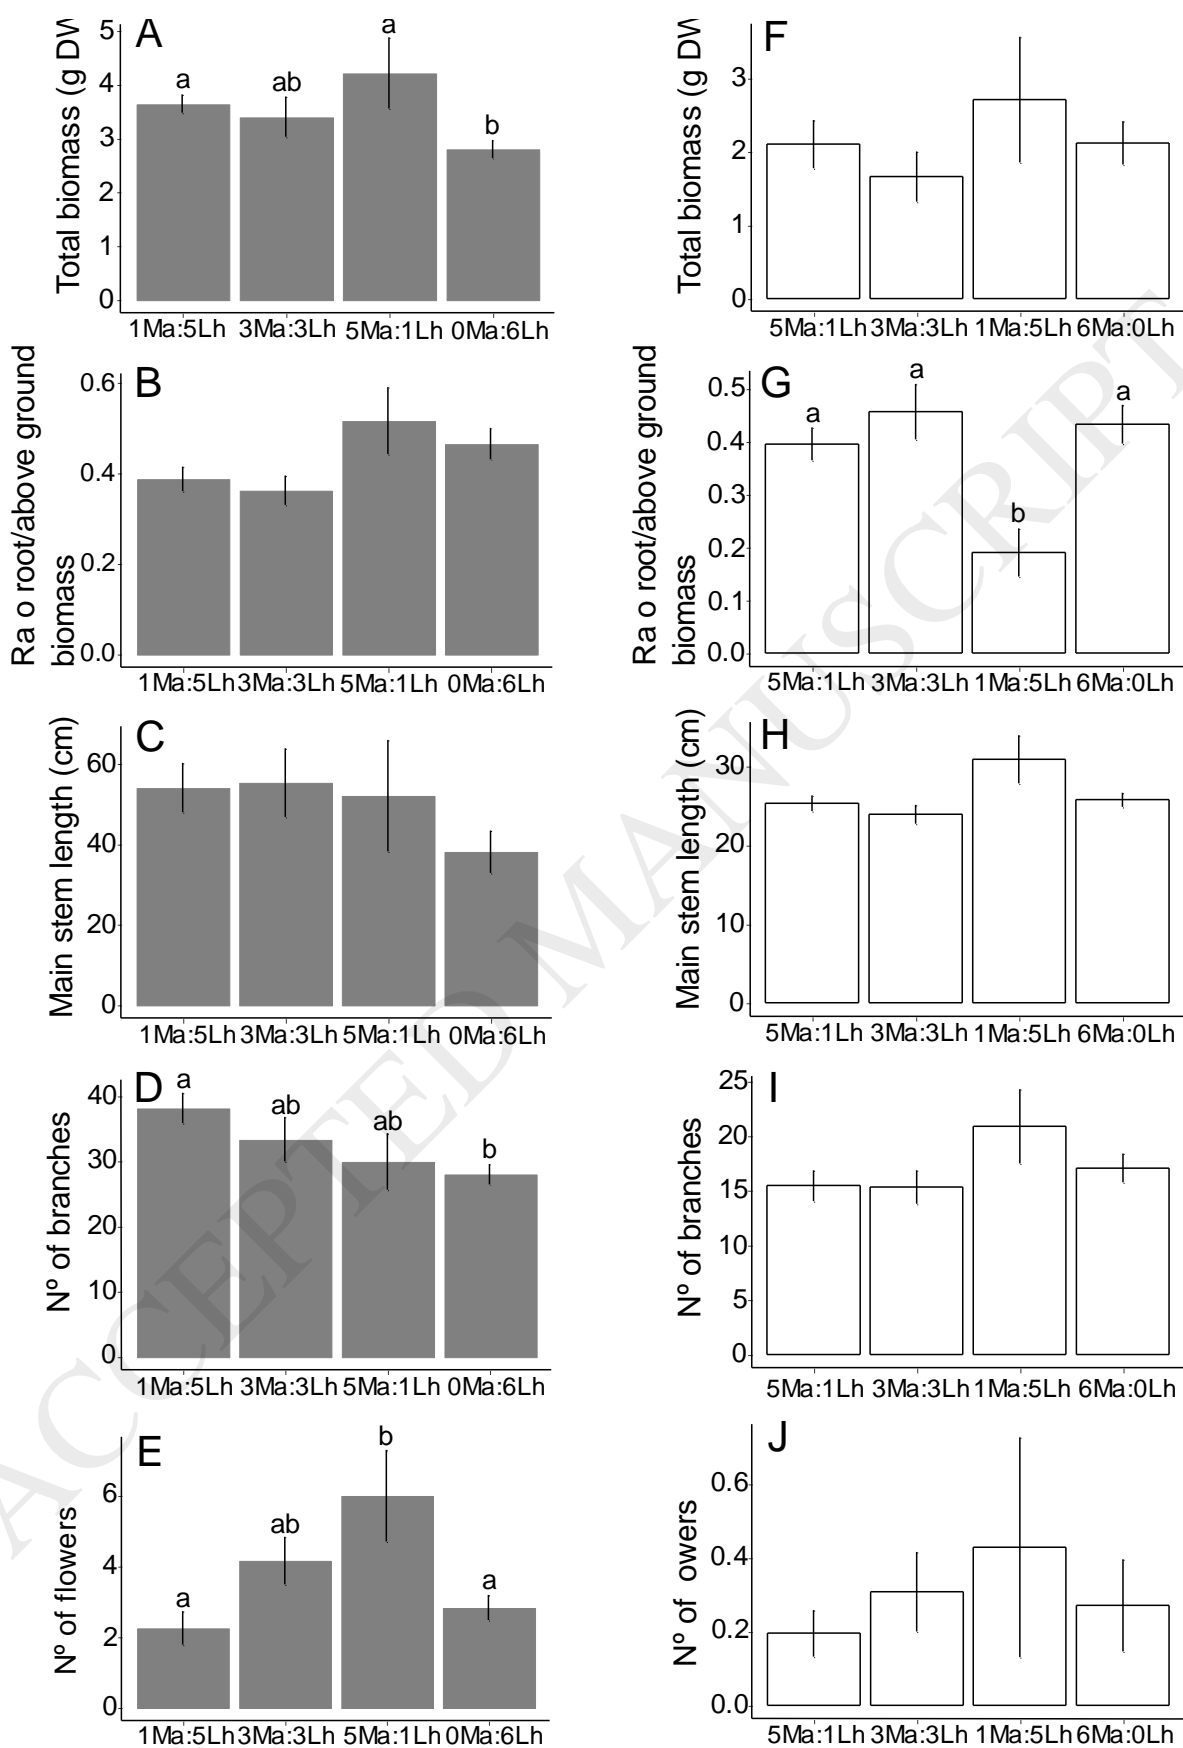 A
a
ab
a
b
Total biomass (g DW
5
4
3
2
1
0
1Ma:5Lh 3Ma:3Lh 5Ma:1Lh 0Ma:6Lh
F
Total biomass (g DW
3
2
1
0
5Ma:1Lh 3Ma:3Lh 1Ma:5Lh 6Ma:0Lh
B
Ra o root/above ground
biomass
0.6
0.4
0.2
0.0
1Ma:5Lh 3Ma:3Lh 5Ma:1Lh 0Ma:6Lh
G
a
a
b
a
Ra o root/above ground
biomass
0.5
0.4
0.3
0.2
0.1
0.0
5Ma:1Lh 3Ma:3Lh 1Ma:5Lh 6Ma:0Lh
C
Main stem length (cm)
60
40
20
0
1Ma:5Lh 3Ma:3Lh 5Ma:1Lh 0Ma:6Lh
H
Main stem length (cm)
30
20
10
0
5Ma:1Lh 3Ma:3Lh 1Ma:5Lh 6Ma:0Lh
D
a
ab
ab
b
Nº of branches
40
30
20
10
0
1Ma:5Lh 3Ma:3Lh 5Ma:1Lh 0Ma:6Lh
I
Nº of branches
25
20
15
10
5
0
5Ma:1Lh 3Ma:3Lh 1Ma:5Lh 6Ma:0Lh
E
a
ab
b
a
Nº of flowers
6
4
2
0
1Ma:5Lh 3Ma:3Lh 5Ma:1Lh 0Ma:6Lh
J
Nº of owers
0.6
0.4
0.2
0.0
5Ma:1Lh 3Ma:3Lh 1Ma:5Lh 6Ma:0Lh
ACCEPTED MANUSCRIPT